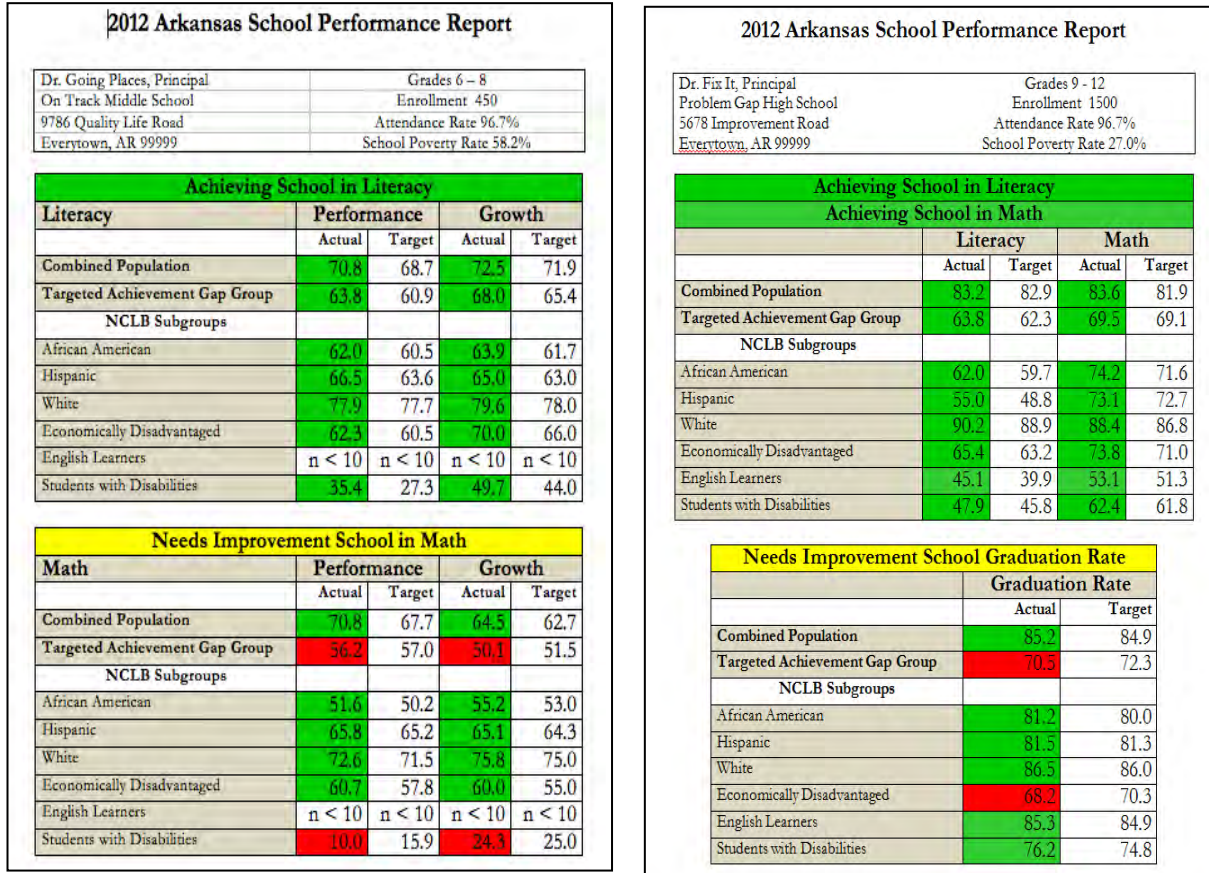 2012 Arkansas School Performance Report
Dr. Going Places, Principal Grades 6 – 8
On Track Middle School Enrollment 450
9786 Quality Life Road Attendance Rate 96.7%
Everytown, AR 99999 School Poverty Rate 58.2%
Achieving School in Literacy
Literacy Performance Growth
Actual Target Actual Target
Combined Population 70.8 68.7 72.5 71.9
Targeted Achievement Gap Group 63.8 60.9 68.0 65.4
NCLB Subgroups
African American 62.0 60.5 63.9 61.7
Hispanic 66.5 63.6 65.0 63.0
White 77.9 77.7 79.6 78.0
Economically Disadvantaged 62.3 60.5 70.0 66.0
English Learners n < 10 n < 10 n < 10 n < 10
Students with Disabilities 35.4 27.3 49.7 44.0
Needs Improvement School in Math
Math Performance Growth
Actual Target Actual Target
Combined Population 70.8 67.7 64.5 62.7
Targeted Achievement Gap Group 56.2 57.0 50.1 51.5
NCLB Subgroups
African American 51.6 50.2 55.2 53.0
Hispanic 65.8 65.2 65.1 64.3
White 72.6 71.5 75.8 75.0
Economically Disadvantaged 60.7 57.8 60.0 55.0
English Learners n < 10 n < 10 n < 10 n < 10
Students with Disabilities 10.0 15.9 24.3 25.0
2012 Arkansas School Performance Report
Dr. Fix It, Principal Grades 9 - 12
Problem Gap High School Enrollment 1500
5678 Improvement Road Attendance Rate 96.7%
Everytown, AR 99999 School Poverty Rate 27.0%
Achieving School in Literacy
Achieving School in Math
Literacy Math
Actual Target Actual Target
Combined Population 83.2 82.9 83.6 81.9
Targeted Achievement Gap Group 63.8 62.3 69.5 69.1
NCLB Subgroups
African American 62.0 59.7 74.2 71.6
Hispanic 55.0 48.8 73.1 72.7
White 90.2 88.9 88.4 86.8
Economically Disadvantaged 65.4 63.2 73.8 71.0
English Learners 45.1 39.9 53.1 51.3
Students with Disabilities 47.9 45.8 62.4 61.8
Needs Improvement School Graduation Rate
Graduation Rate
Actual Target
Combined Population 85.2 84.9
Targeted Achievement Gap Group 70.5 72.3
NCLB Subgroups
African American 81.2 80.0
Hispanic 81.5 81.3
White 86.5 86.0
Economically Disadvantaged 68.2 70.3
English Learners 85.3 84.9
Students with Disabilities 76.2 74.8